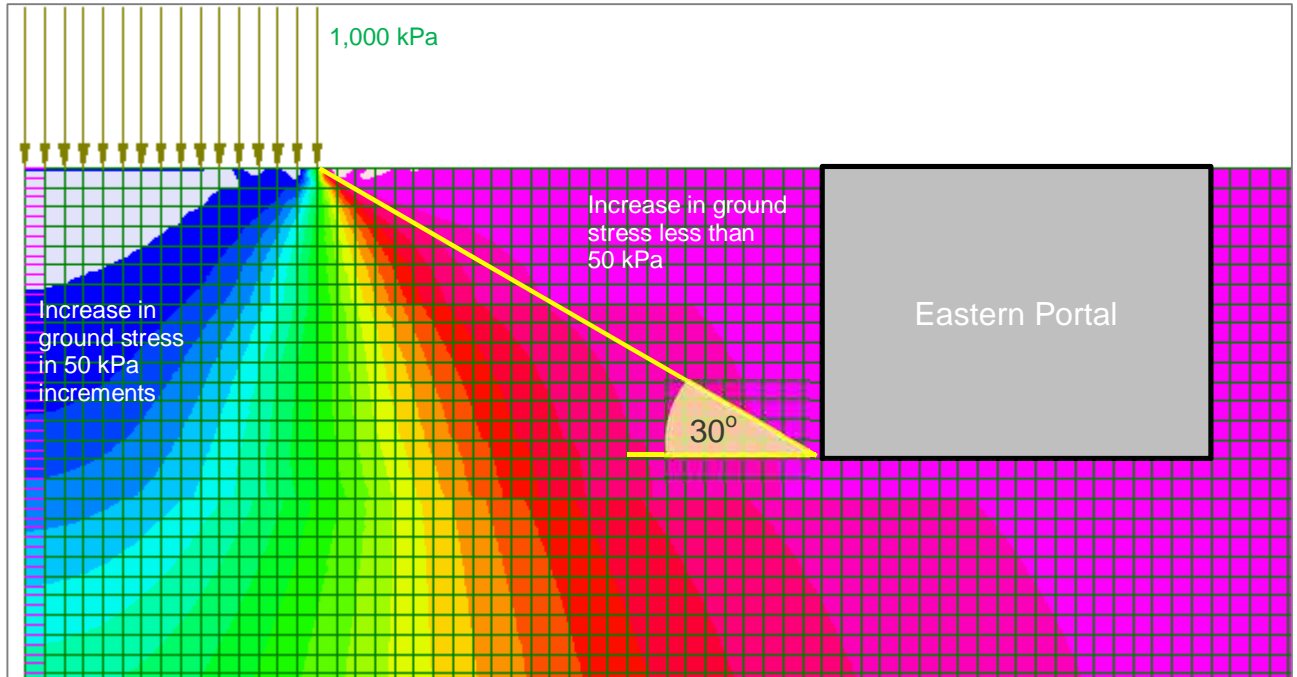 1,000 kPa
Increase in ground
stress less than
50 kPa
Eastern Portal
Increase in
ground stress
in 50 kPa
increments
30°